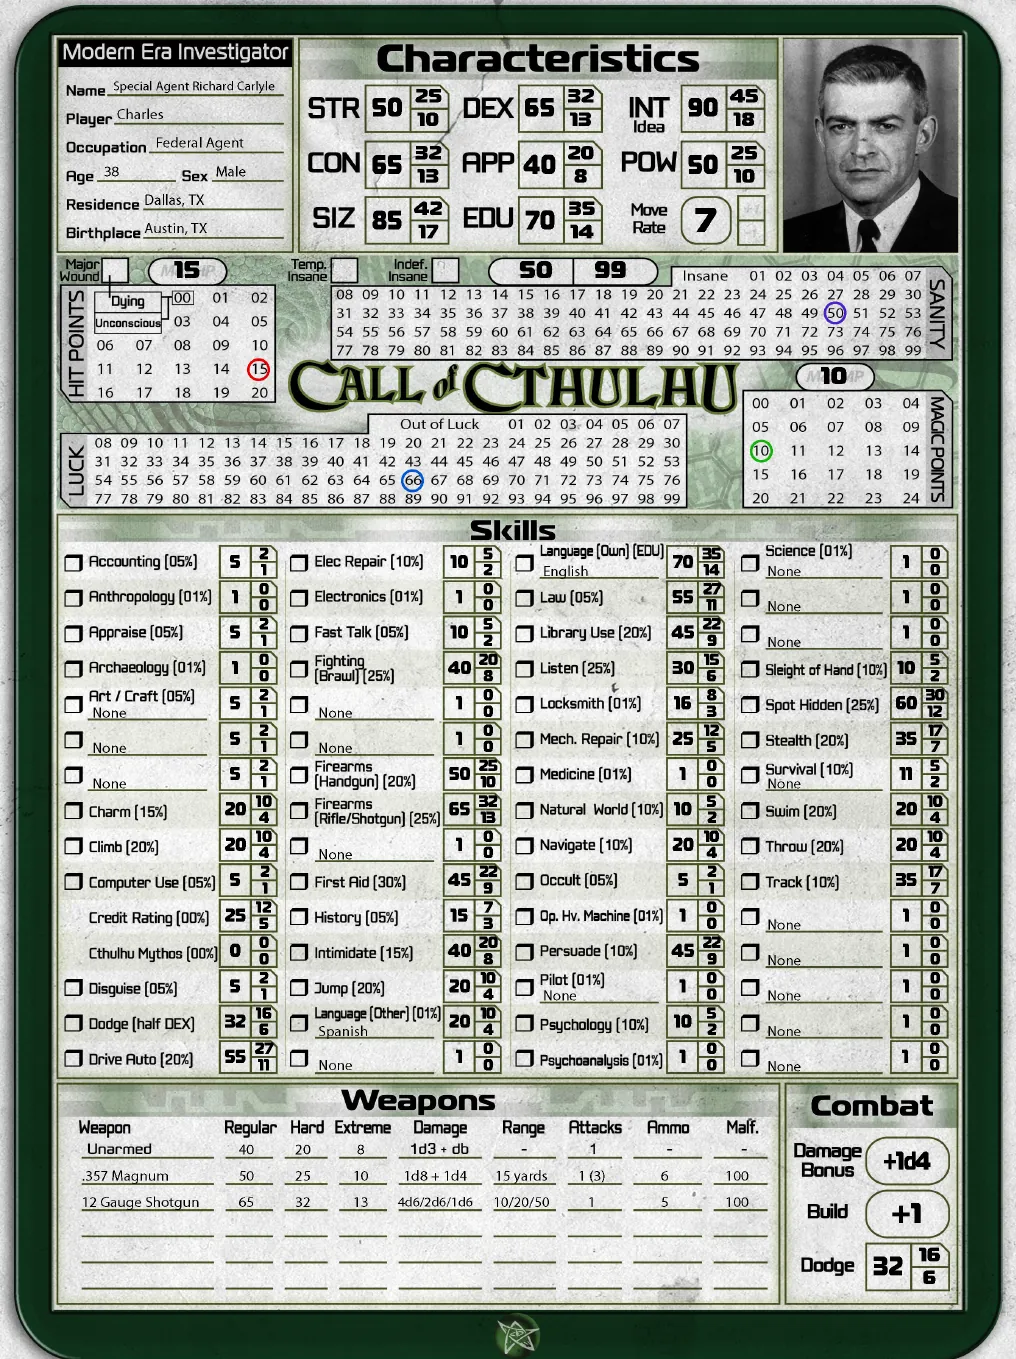 Modern Era Investigator
Name Special Agent Richard Carlyle
Player Charles
Occupation Federal Agent
Age 38 Sex Male
Residence Dallas, TX
Birthplace Austin, TX
Characteristics
STR 50 25 10 DEX 65 32 13 INT Idea 90 45 18
CON 65 32 13 APP 40 20 8 POW 50 25 10
SIZ 85 42 17 EDU 70 35 14 Move Rate 7
Major Wound 15
HIT POINTS
Dying 00 01 02
Unconscious 03 04 05
06 07 08 09 10
11 12 13 14 15
16 17 18 19 20
Temp. Insane Indef. Insane 50 99
SANITY
Insane 01 02 03 04 05 06 07
08 09 10 11 12 13 14 15 16 17 18 19 20 21 22 23 24 25 26 27 28 29 30
31 32 33 34 35 36 37 38 39 40 41 42 43 44 45 46 47 48 49 50 51 52 53
54 55 56 57 58 59 60 61 62 63 64 65 66 67 68 69 70 71 72 73 74 75 76
77 78 79 80 81 82 83 84 85 86 87 88 89 90 91 92 93 94 95 96 97 98 99
CALL of CTHULHU
10
MAGIC POINTS
00 01 02 03 04
05 06 07 08 09
10 11 12 13 14
15 16 17 18 19
20 21 22 23 24
LUCK
Out of Luck 01 02 03 04 05 06 07
08 09 10 11 12 13 14 15 16 17 18 19 20 21 22 23 24 25 26 27 28 29 30
31 32 33 34 35 36 37 38 39 40 41 42 43 44 45 46 47 48 49 50 51 52 53
54 55 56 57 58 59 60 61 62 63 64 65 66 67 68 69 70 71 72 73 74 75 76
77 78 79 80 81 82 83 84 85 86 87 88 89 90 91 92 93 94 95 96 97 98 99
Skills
Accounting (05%) 5 2 1
Anthropology (01%) 1 0 0
Appraise (05%) 5 2 1
Archaeology (01%) 1 0 0
Art / Craft (05%)
None 5 2 1
None 5 2 1
None 5 2 1
Charm (15%) 20 10 4
Climb (20%) 20 10 4
Computer Use (05%) 5 2 1
Credit Rating (00%) 25 12 5
Cthulhu Mythos (00%) 0 0 0
Disguise (05%) 5 2 1
Dodge (half DEX) 32 16 6
Drive Auto (20%) 55 27 11
Elec Repair (10%) 10 5 2
Electronics (01%) 1 0 0
Fast Talk (05%) 10 5 2
Fighting
(Brawl) (25%) 40 20 8
None 1 0 0
None 1 0 0
Firearms
(Handgun) (20%) 50 25 10
Firearms
(Rifle/Shotgun) (25%) 65 32 13
None 1 0 0
First Aid (30%) 45 22 9
History (05%) 15 7 3
Intimidate (15%) 40 20 8
Jump (20%) 20 10 4
Language (Other) (01%)
Spanish 20 10 4
None 1 0 0
Language (Own) (EDU)
English 70 35 14
Law (05%) 55 27 11
Library Use (20%) 45 22 9
Listen (25%) 30 15 6
Locksmith (01%) 16 8 3
Mech. Repair (10%) 25 12 5
Medicine (01%) 1 0 0
Natural World (10%) 10 5 2
Navigate (10%) 20 10 4
Occult (05%) 5 2 1
Op. Hv. Machine (01%) 1 0 0
Persuade (10%) 45 22 9
Pilot (01%)
None 1 0 0
Psychology (10%) 10 5 2
Psychoanalysis (01%) 1 0 0
Science (01%)
None 1 0 0
None 1 0 0
None 1 0 0
Sleight of Hand (10%) 10 5 2
Spot Hidden (25%) 60 30 12
Stealth (20%) 35 17 7
Survival (10%)
None 11 5 2
Swim (20%) 20 10 4
Throw (20%) 20 10 4
Track (10%) 35 17 7
None 1 0 0
None 1 0 0
None 1 0 0
None 1 0 0
None 1 0 0
Weapons
Weapon Regular Hard Extreme Damage Range Attacks Ammo Malf.
Unarmed 40 20 8 1d3 + db - 1 - -
.357 Magnum 50 25 10 1d8 + 1d4 15 yards 1 (3) 6 100
12 Gauge Shotgun 65 32 13 4d6/2d6/1d6 10/20/50 1 5 100
Combat
Damage Bonus +1d4
Build +1
Dodge 32 16 6